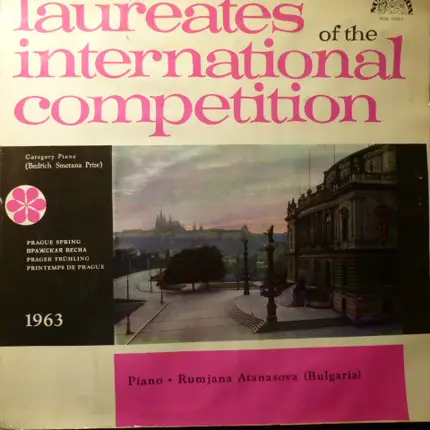 laureates
of the
international
competition
Category Piano
(Bedřich Smetana Prize)
PRAGUE SPRING
ПРАЖСКАЯ ВЕСНА
PRAGER FRÜHLING
PRINTEMPS DE PRAGUE
1963
Piano • Rumjana Atanasova (Bulgaria)